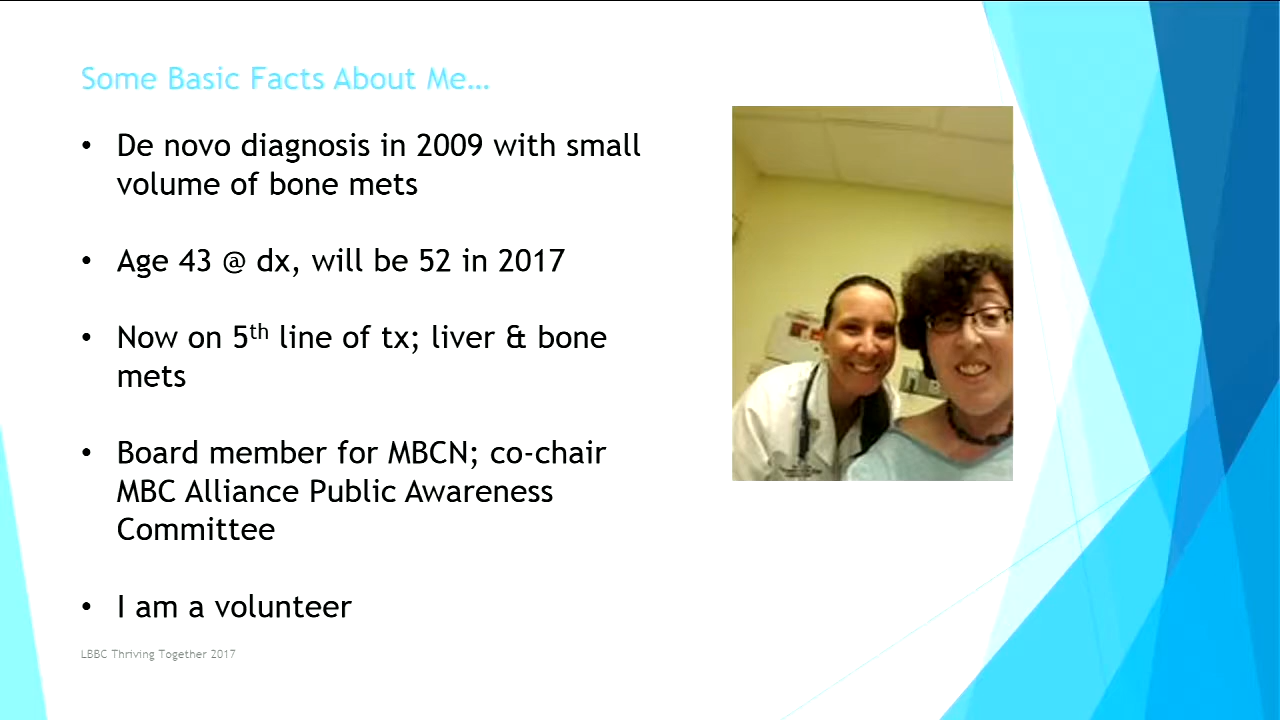 Some Basic Facts About Me…
• De novo diagnosis in 2009 with small
volume of bone mets
• Age 43 @ dx, will be 52 in 2017
• Now on 5th line of tx; liver & bone
mets
• Board member for MBCN; co-chair
MBC Alliance Public Awareness
Committee
• I am a volunteer
LBBC Thriving Together 2017